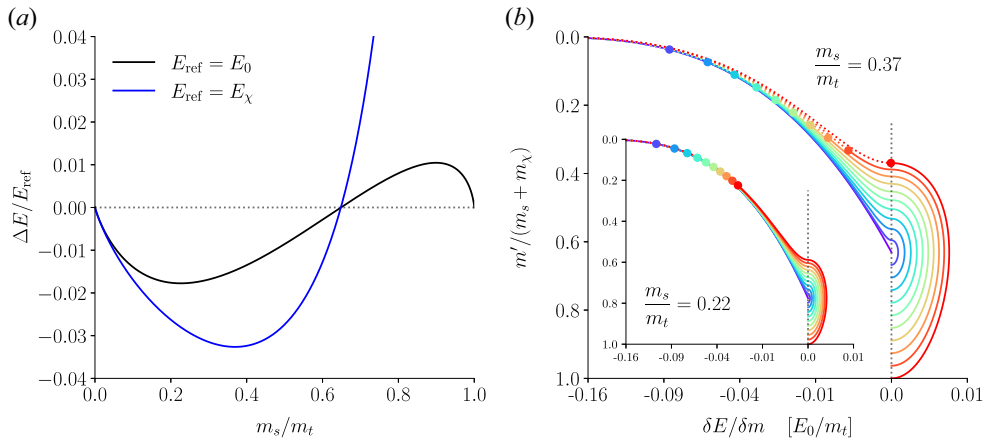 (a)
0.04
0.03
0.02
0.01
0.00
−0.01
−0.02
−0.03
−0.04
ΔE/E_ref
E_ref = E_0
E_ref = E_χ
0.0 0.2 0.4 0.6 0.8 1.0
m_s/m_t
(b)
0.0
0.2
0.4
0.6
0.8
1.0
m′/(m_s + m_χ)
m_s/m_t = 0.37
0.0
0.2
0.4
0.6
0.8
1.0
m_s/m_t = 0.22
-0.16 -0.09 -0.04 -0.01 0.0 0.01
-0.16 -0.09 -0.04 -0.01 0.0 0.01
δE/δm [E_0/m_t]